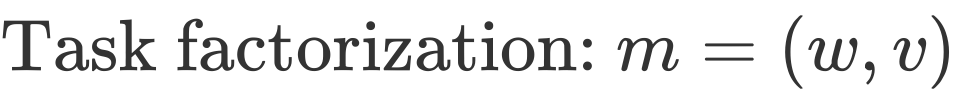 Task factorization: m = (w, v)